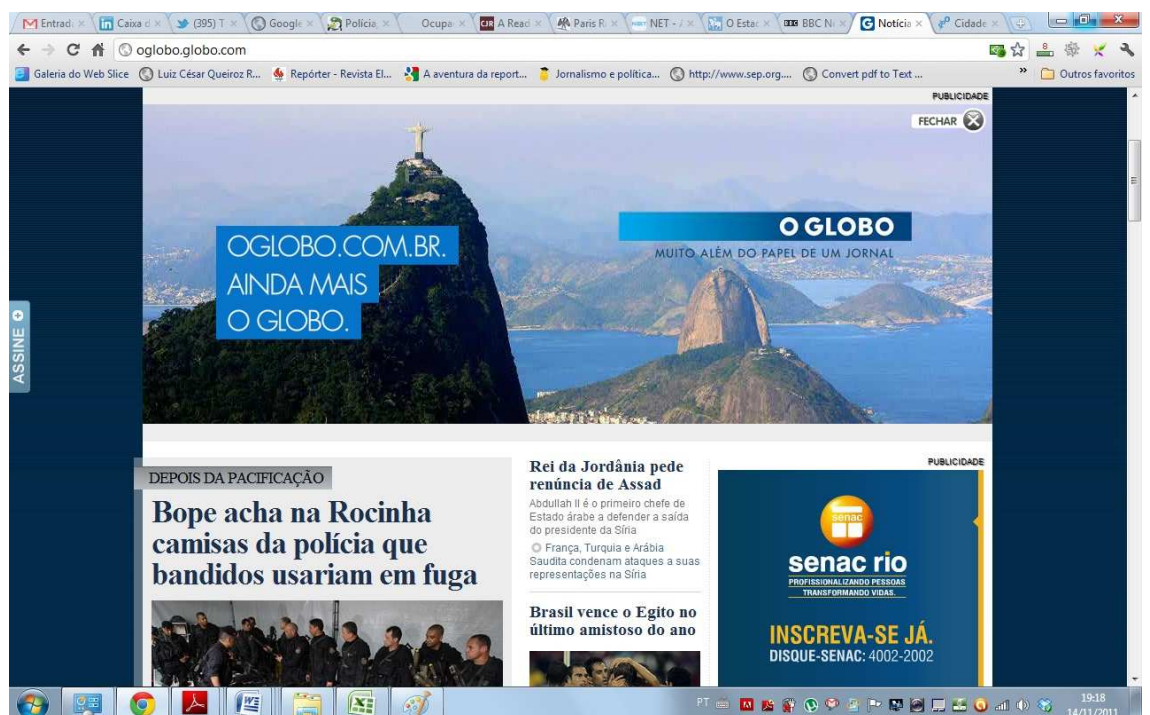 Entrad
Caixa d
(395) T
Google
Polícia,
Ocupa
CJR A Read
Paris R
NET - A
O Estad
BBC N
Notícia
Cidade
oglobo.globo.com
Galeria do Web Slice
Luiz César Queiroz R...
Repórter - Revista El...
A aventura da report...
Jornalismo e política...
http://www.sep.org....
Convert pdf to Text ...
»
Outros favoritos
PUBLICIDADE
FECHAR
OGLOBO.COM.BR.
AINDA MAIS
O GLOBO.
O GLOBO
MUITO ALÉM DO PAPEL DE UM JORNAL
ASSINE
DEPOIS DA PACIFICAÇÃO
Bope acha na Rocinha
camisas da polícia que
bandidos usariam em fuga
Rei da Jordânia pede
renúncia de Assad
Abdullah II é o primeiro chefe de
Estado árabe a defender a saída
do presidente da Síria
França, Turquia e Arábia
Saudita condenam ataques a suas
representações na Síria
Brasil vence o Egito no
último amistoso do ano
PUBLICIDADE
senac
senac rio
PROFISSIONALIZANDO PESSOAS
TRANSFORMANDO VIDAS.
INSCREVA-SE JÁ.
DISQUE-SENAC: 4002-2002
PT
19:18
14/11/2011